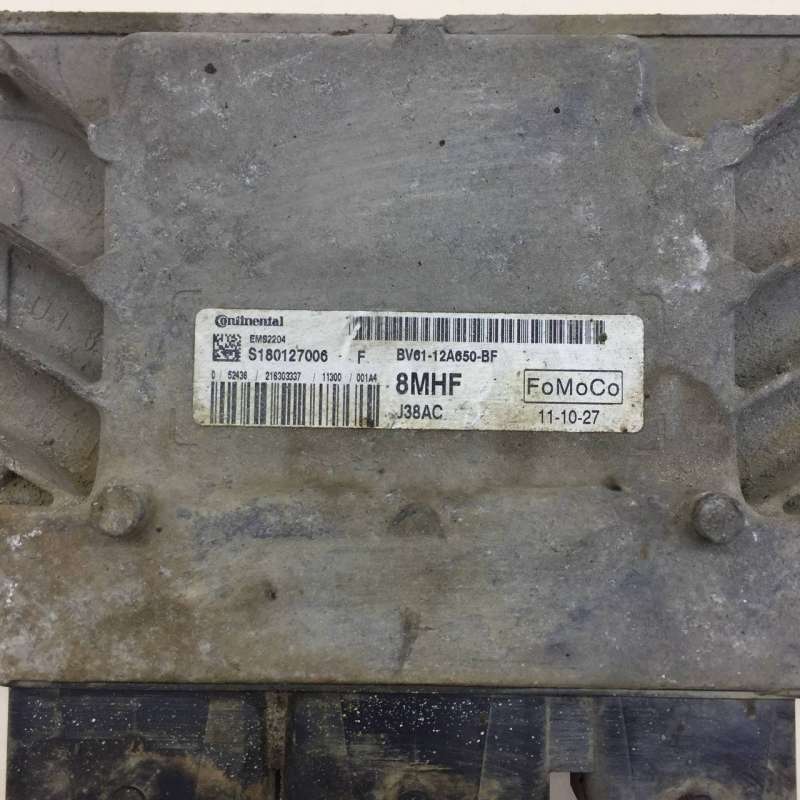 Continental
EMS2204
S180127006 F BV61-12A650-BF
0 / 52436 / 216303337 / 11300 / 001A4
8MHF FoMoCo
J38AC 11-10-27